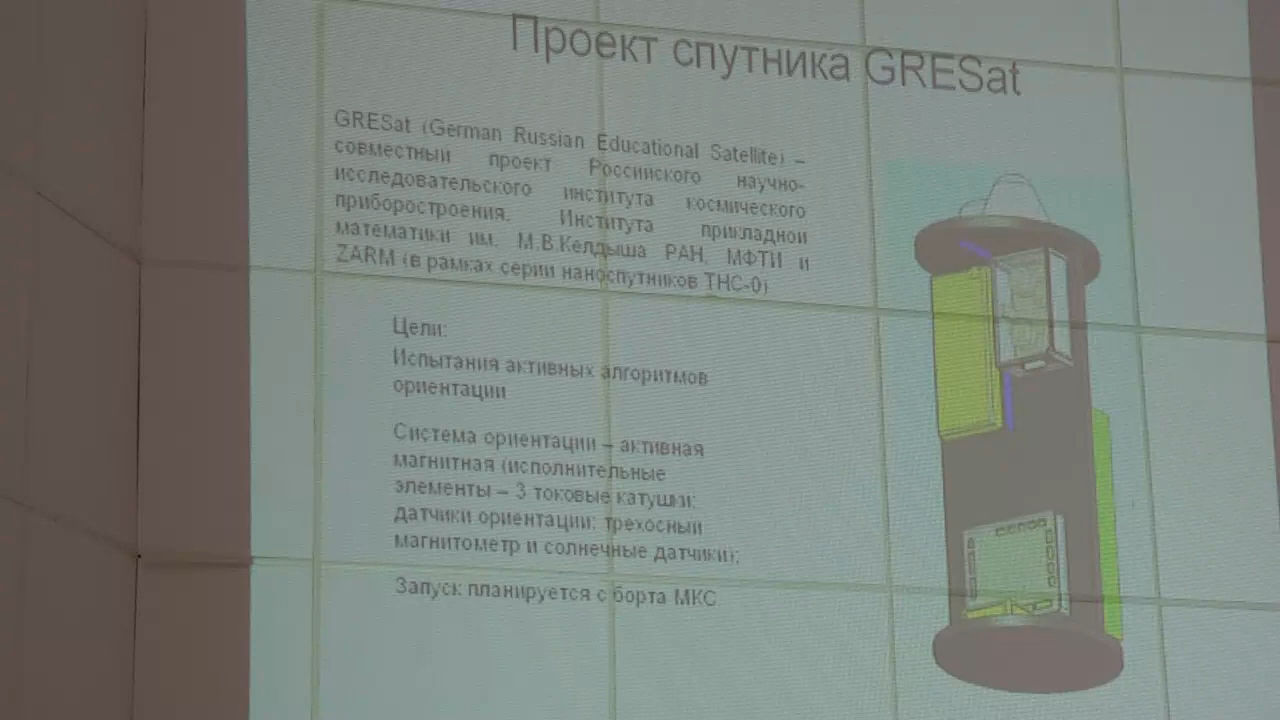 Проект спутника GRESat
GRESat (German Russian Educational Satellite) –
совместный проект Российского научно-
исследовательского института космического
приборостроения, Института прикладной
математики им. М.В.Келдыша РАН, МФТИ и
ZARM (в рамках серии наноспутников ТНС-0)
Цели:
Испытания активных алгоритмов
ориентации
Система ориентации – активная
магнитная (исполнительные
элементы – 3 токовые катушки;
датчики ориентации: трехосный
магнитометр и солнечные датчики);
Запуск планируется с борта МКС